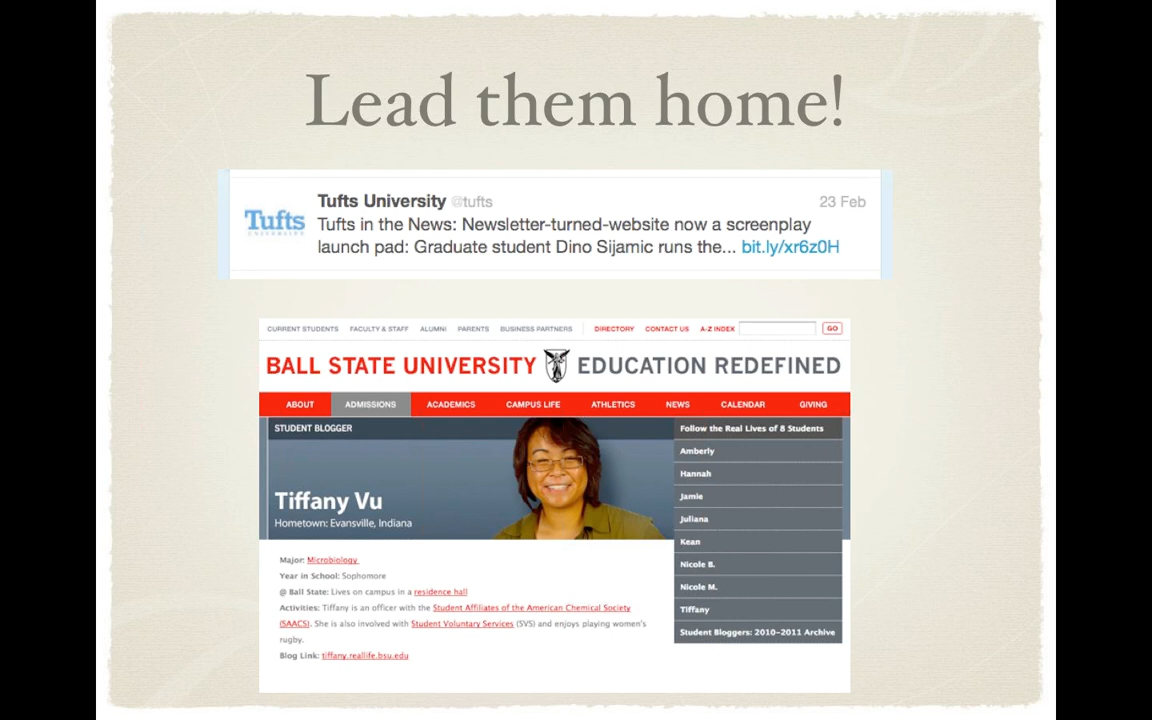 Lead them home!
Tufts University @tufts 23 Feb
Tufts UNIVERSITY
Tufts in the News: Newsletter-turned-website now a screenplay
launch pad: Graduate student Dino Sijamic runs the... bit.ly/xr6z0H
CURRENT STUDENTS FACULTY & STAFF ALUMNI PARENTS BUSINESS PARTNERS DIRECTORY CONTACT US A-Z INDEX GO
BALL STATE UNIVERSITY EDUCATION REDEFINED
ABOUT ADMISSIONS ACADEMICS CAMPUS LIFE ATHLETICS NEWS CALENDAR GIVING
STUDENT BLOGGER
Tiffany Vu
Hometown: Evansville, Indiana
Follow the Real Lives of 8 Students
Amberly
Hannah
Jamie
Juliana
Kean
Nicole B.
Nicole M.
Tiffany
Student Bloggers: 2010-2011 Archive
Major: Microbiology
Year in School: Sophomore
@ Ball State: Lives on campus in a residence hall
Activities: Tiffany is an officer with the Student Affiliates of the American Chemical Society
(SAACS). She is also involved with Student Voluntary Services (SVS) and enjoys playing women's
rugby.
Blog Link: tiffany.reallife.bsu.edu